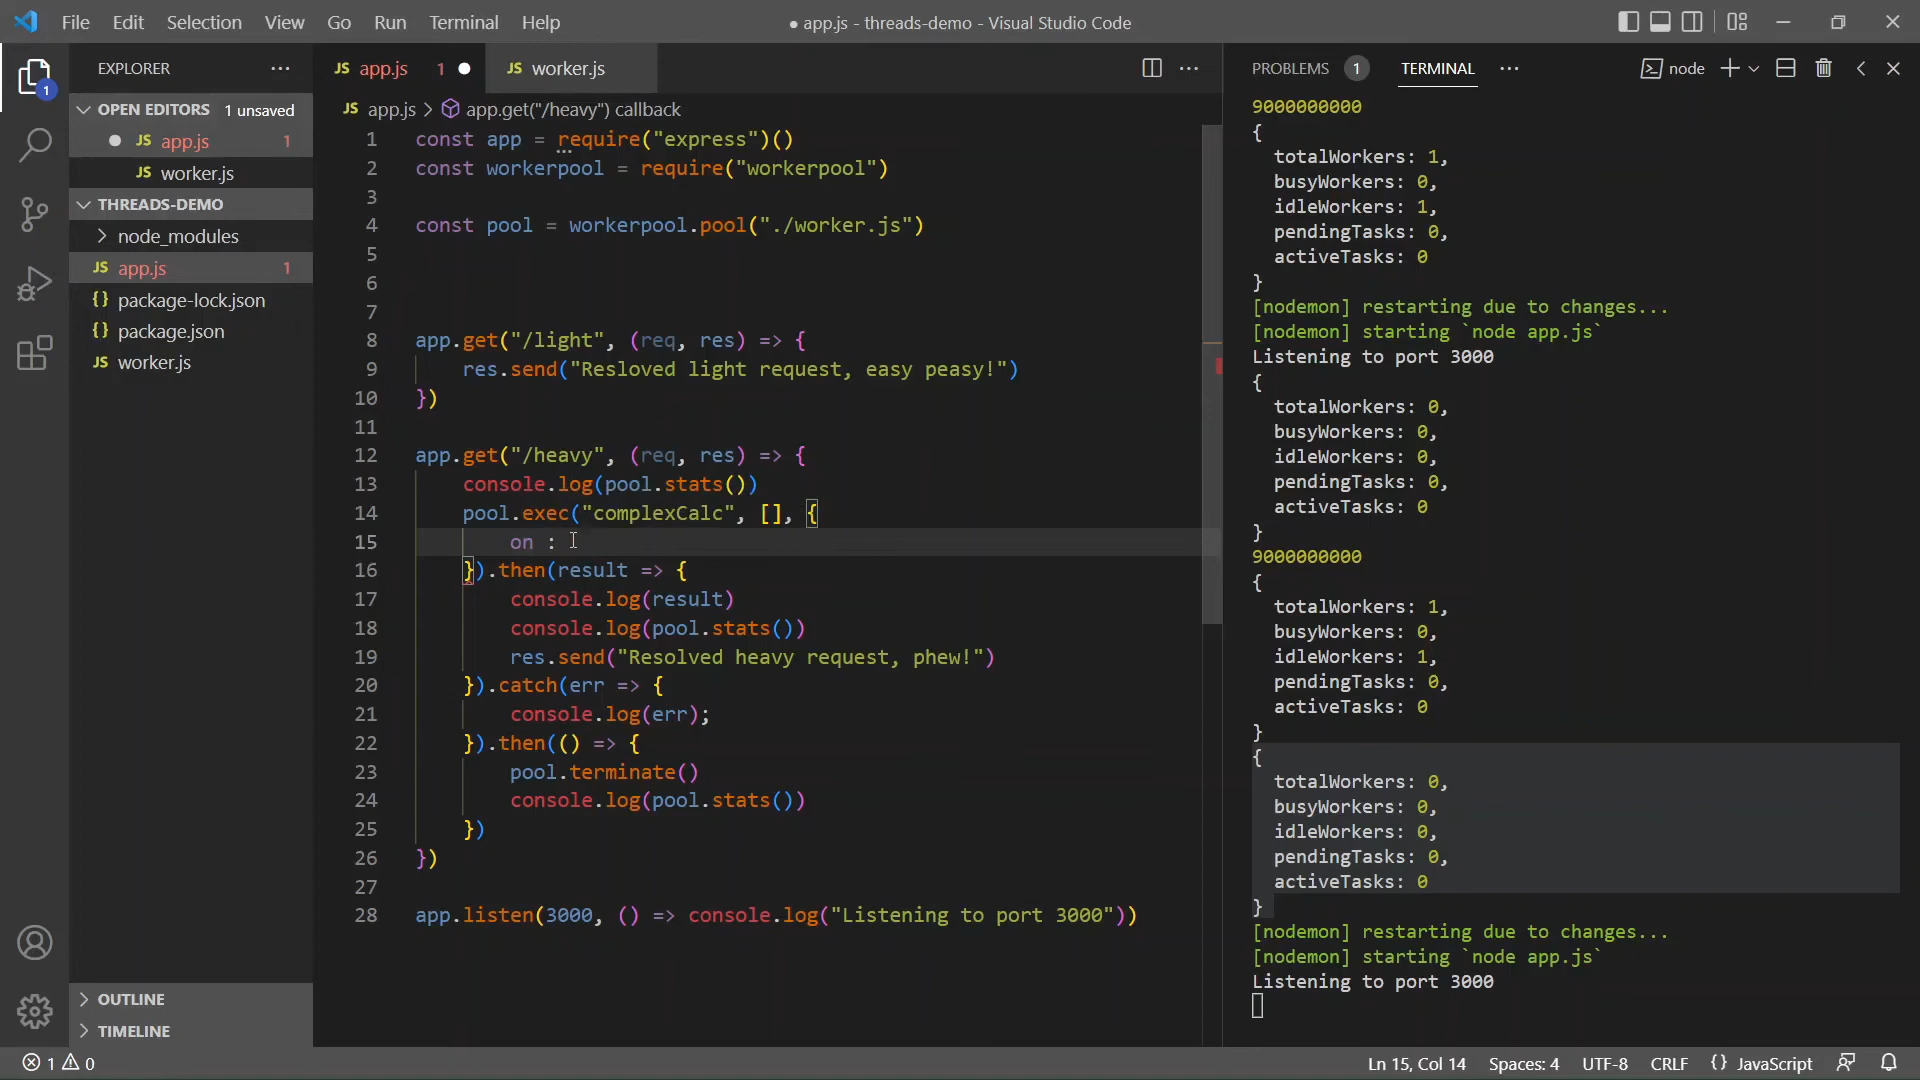 File Edit Selection View Go Run Terminal Help
● app.js - threads-demo - Visual Studio Code
EXPLORER
OPEN EDITORS 1 unsaved
JS app.js 1
JS worker.js
THREADS-DEMO
node_modules
JS app.js 1
{} package-lock.json
{} package.json
JS worker.js
OUTLINE
TIMELINE
1
JS app.js 1
JS worker.js
JS app.js > app.get("/heavy") callback
1 const app = require("express")()
2 const workerpool = require("workerpool")
3
4 const pool = workerpool.pool("./worker.js")
5
6
7
8 app.get("/light", (req, res) => {
9 res.send("Resloved light request, easy peasy!")
10 })
11
12 app.get("/heavy", (req, res) => {
13 console.log(pool.stats())
14 pool.exec("complexCalc", [], {
15 on :
16 }).then(result => {
17 console.log(result)
18 console.log(pool.stats())
19 res.send("Resolved heavy request, phew!")
20 }).catch(err => {
21 console.log(err);
22 }).then(() => {
23 pool.terminate()
24 console.log(pool.stats())
25 })
26 })
27
28 app.listen(3000, () => console.log("Listening to port 3000"))
PROBLEMS 1 TERMINAL
node
9000000000
{
totalWorkers: 1,
busyWorkers: 0,
idleWorkers: 1,
pendingTasks: 0,
activeTasks: 0
}
[nodemon] restarting due to changes...
[nodemon] starting `node app.js`
Listening to port 3000
{
totalWorkers: 0,
busyWorkers: 0,
idleWorkers: 0,
pendingTasks: 0,
activeTasks: 0
}
9000000000
{
totalWorkers: 1,
busyWorkers: 0,
idleWorkers: 1,
pendingTasks: 0,
activeTasks: 0
}
{
totalWorkers: 0,
busyWorkers: 0,
idleWorkers: 0,
pendingTasks: 0,
activeTasks: 0
}
[nodemon] restarting due to changes...
[nodemon] starting `node app.js`
Listening to port 3000
1 0
Ln 15, Col 14 Spaces: 4 UTF-8 CRLF {} JavaScript